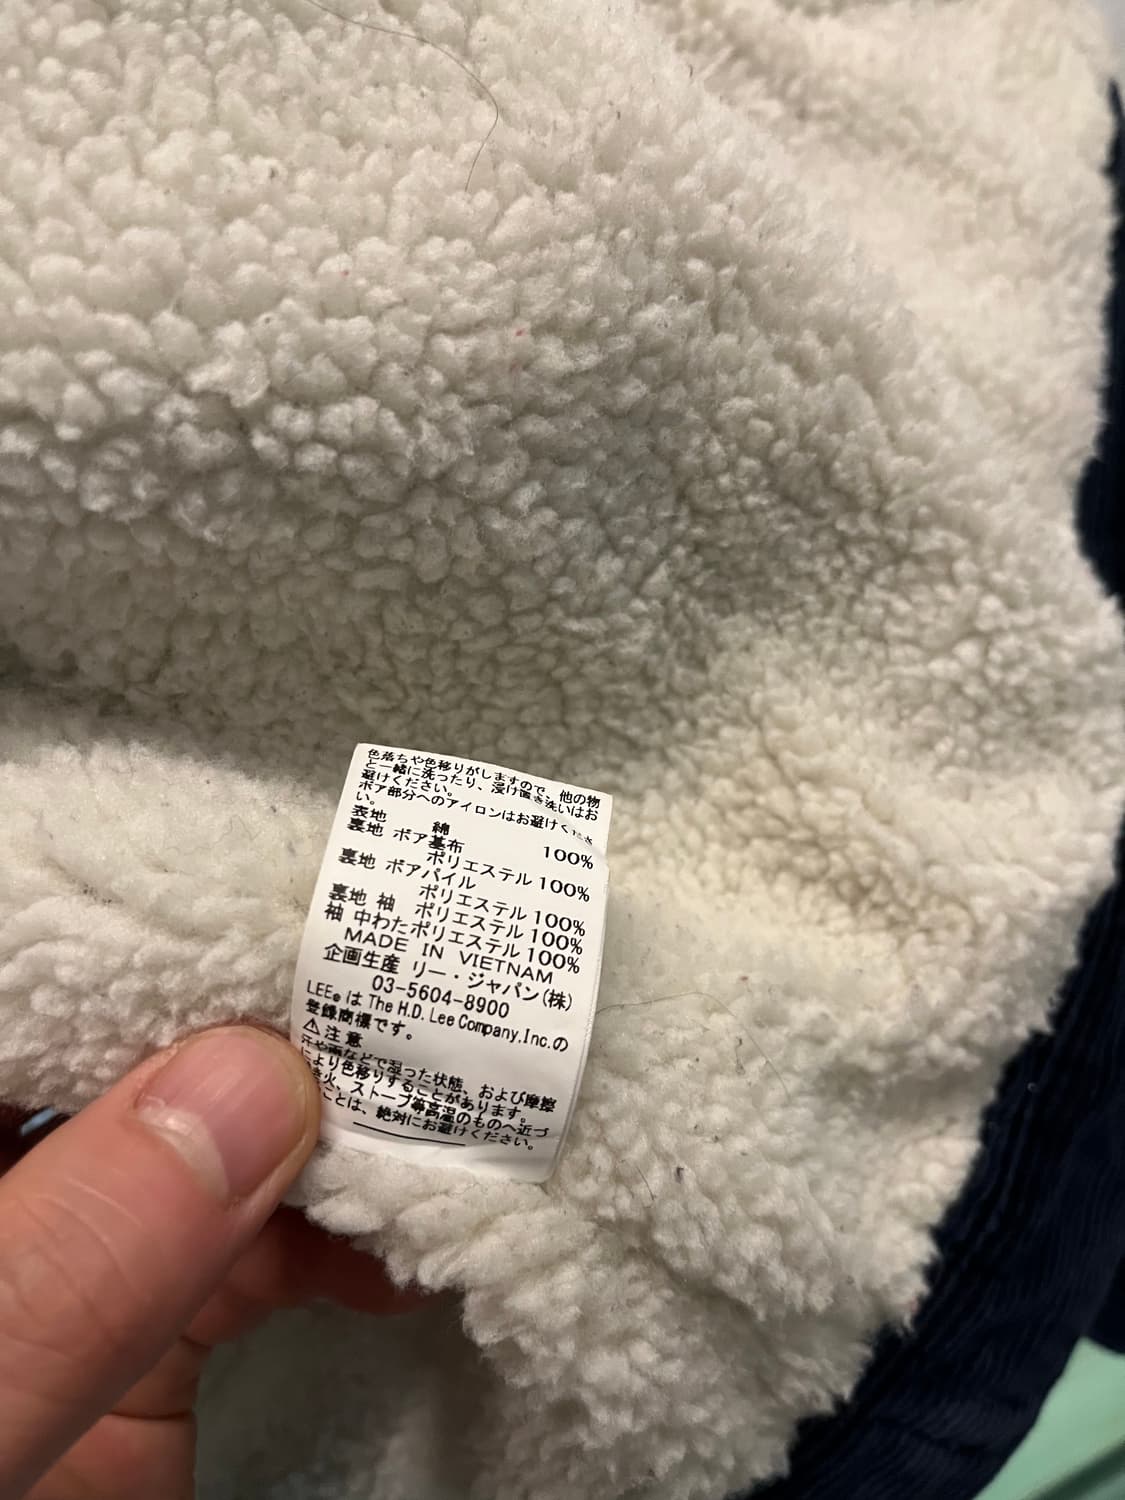 色落ちや色移りがしますので、他の物
と一緒に洗ったり、浸け置き洗いはお
避けください。
ボア部分へのアイロンはお避けくださ
い。
表地 綿 100%
裏地 ボア基布
ポリエステル 100%
裏地 ボアパイル
ポリエステル 100%
裏地 袖 ポリエステル 100%
袖 中わた ポリエステル 100%
MADE IN VIETNAM
企画生産 リー・ジャパン(株)
03-5604-8900
LEE® は The H.D. Lee Company, Inc. の
登録商標です。
⚠注意
汗や雨などで湿った状態、および摩擦
により色移りすることがあります。
き火、ストーブ等高温のものへ近づ
ことは、絶対にお避けください。